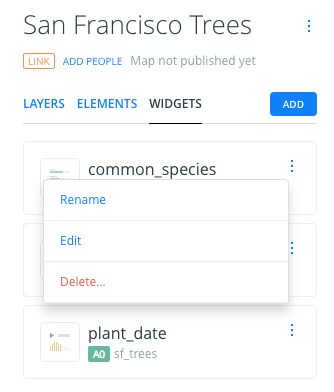 San Francisco Trees
LINK ADD PEOPLE Map not published yet
LAYERS ELEMENTS WIDGETS ADD
common_species
Rename
Edit
Delete...
plant_date
A0 sf_trees